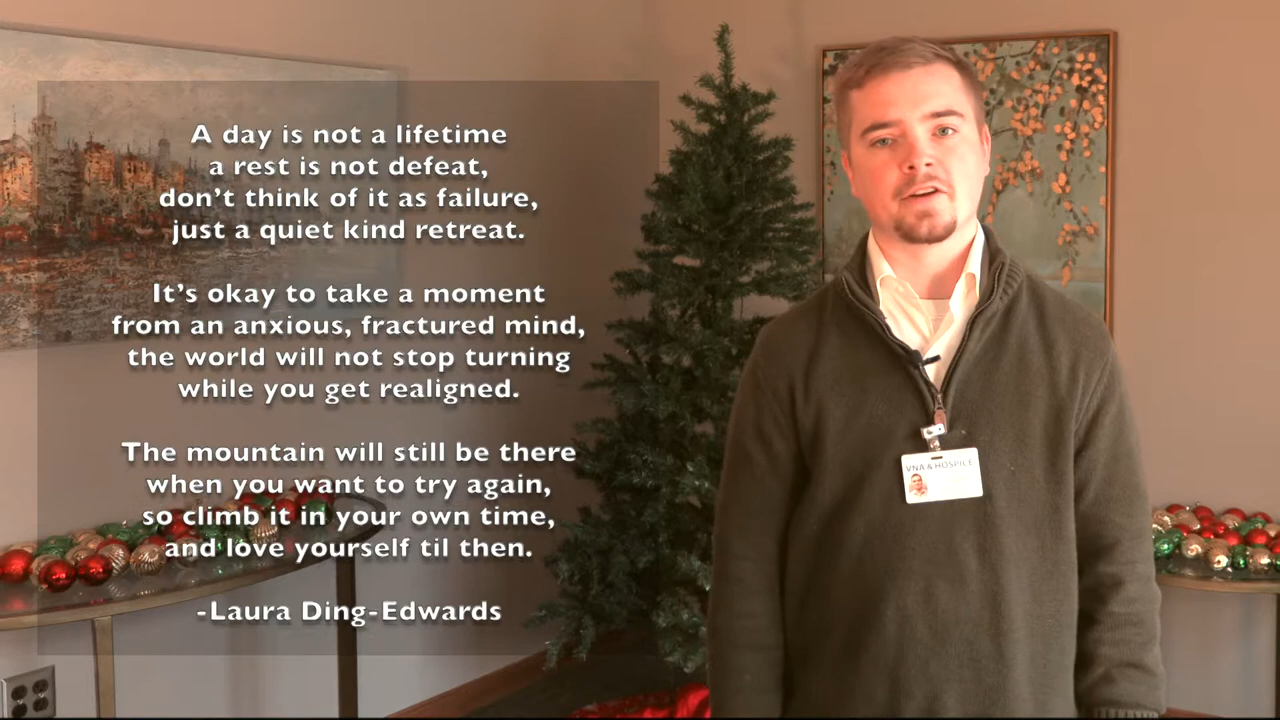 A day is not a lifetime
a rest is not defeat,
don't think of it as failure,
just a quiet kind retreat.
It's okay to take a moment
from an anxious, fractured mind,
the world will not stop turning
while you get realigned.
The mountain will still be there
when you want to try again,
so climb it in your own time,
and love yourself til then.
-Laura Ding-Edwards
VNA & HOSPICE